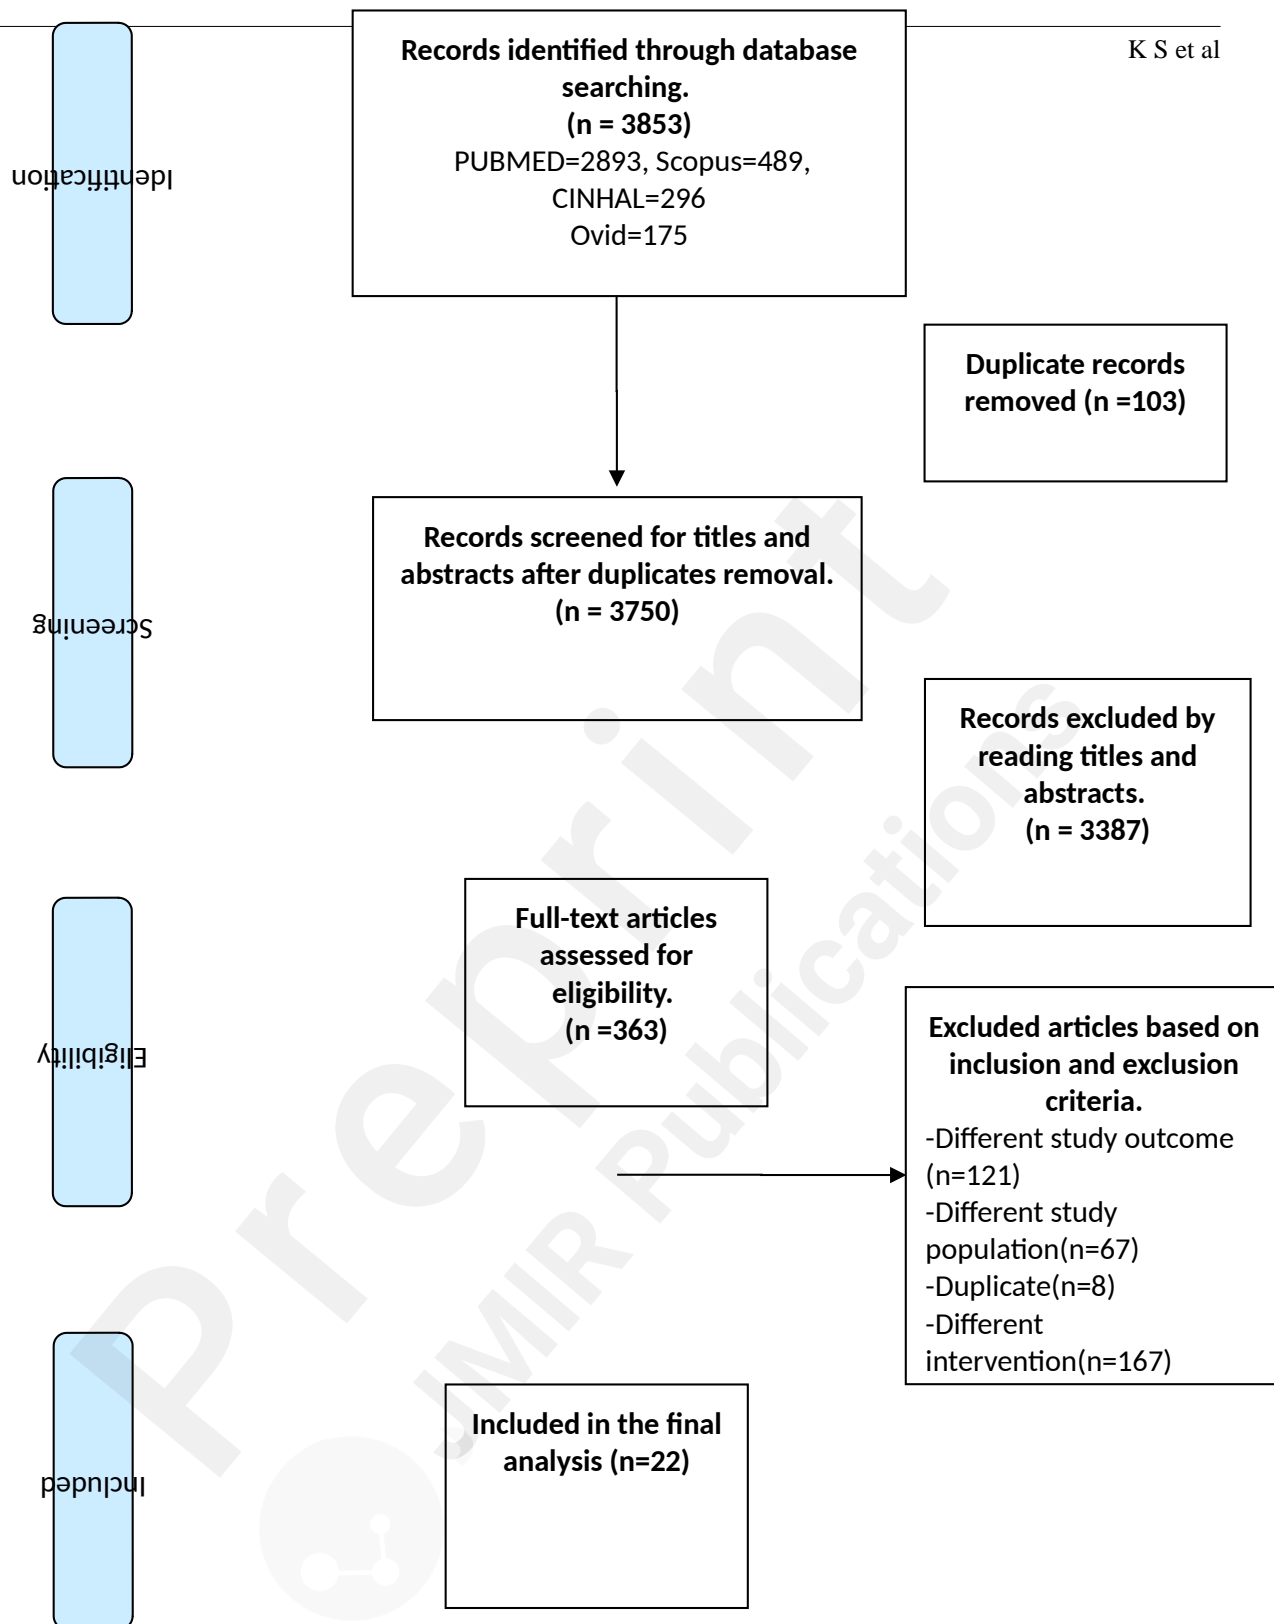 K S et al
Identification
Records identified through database
searching.
(n = 3853)
PUBMED=2893, Scopus=489,
CINHAL=296
Ovid=175
Duplicate records
removed (n =103)
Screening
Records screened for titles and
abstracts after duplicates removal.
(n = 3750)
Records excluded by
reading titles and
abstracts.
(n = 3387)
Eligibility
Full-text articles
assessed for
eligibility.
(n =363)
Excluded articles based on
inclusion and exclusion
criteria.
-Different study outcome
(n=121)
-Different study
population(n=67)
-Duplicate(n=8)
-Different
intervention(n=167)
Included
Included in the final
analysis (n=22)
Preprint
JMIR Publications